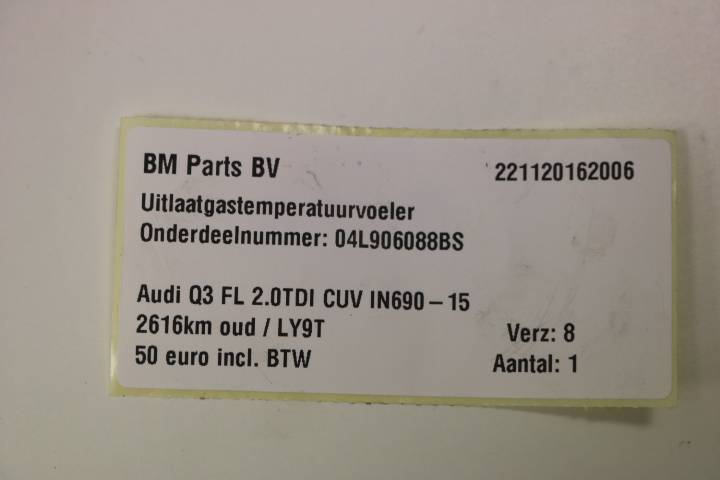 BM Parts BV 221120162006
Uitlaatgastemperatuurvoeler
Onderdeelnummer: 04L906088BS
Audi Q3 FL 2.0TDI CUV IN690-15
2616km oud / LY9T Verz: 8
50 euro incl. BTW Aantal: 1